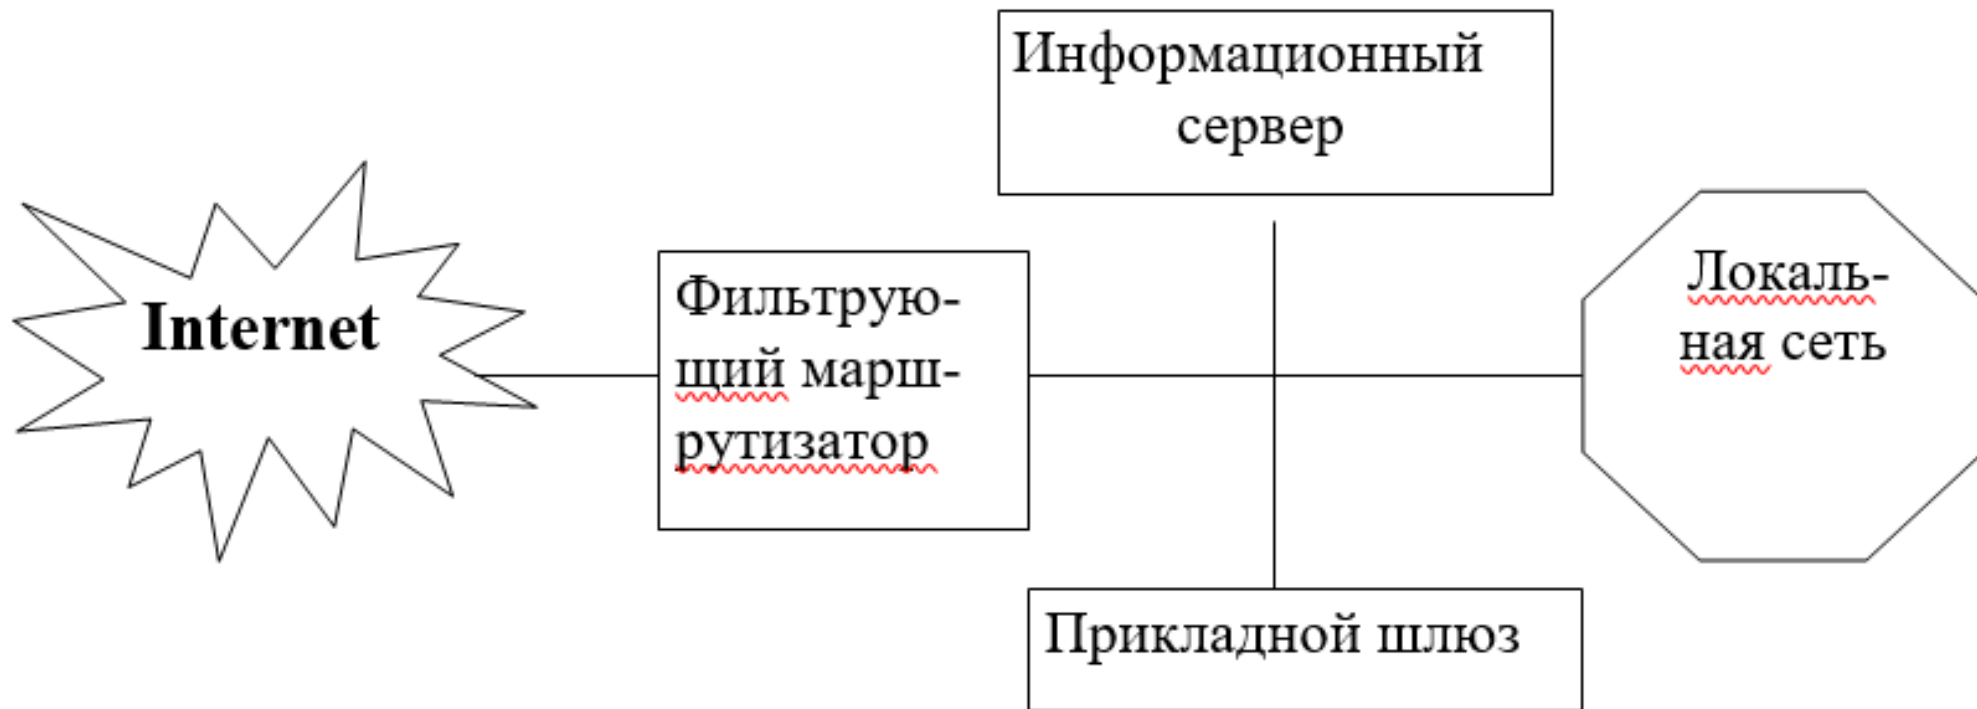 Internet
Фильтрую-
щий марш-
рутизатор
Информационный
сервер
Прикладной шлюз
Локаль-
ная сеть